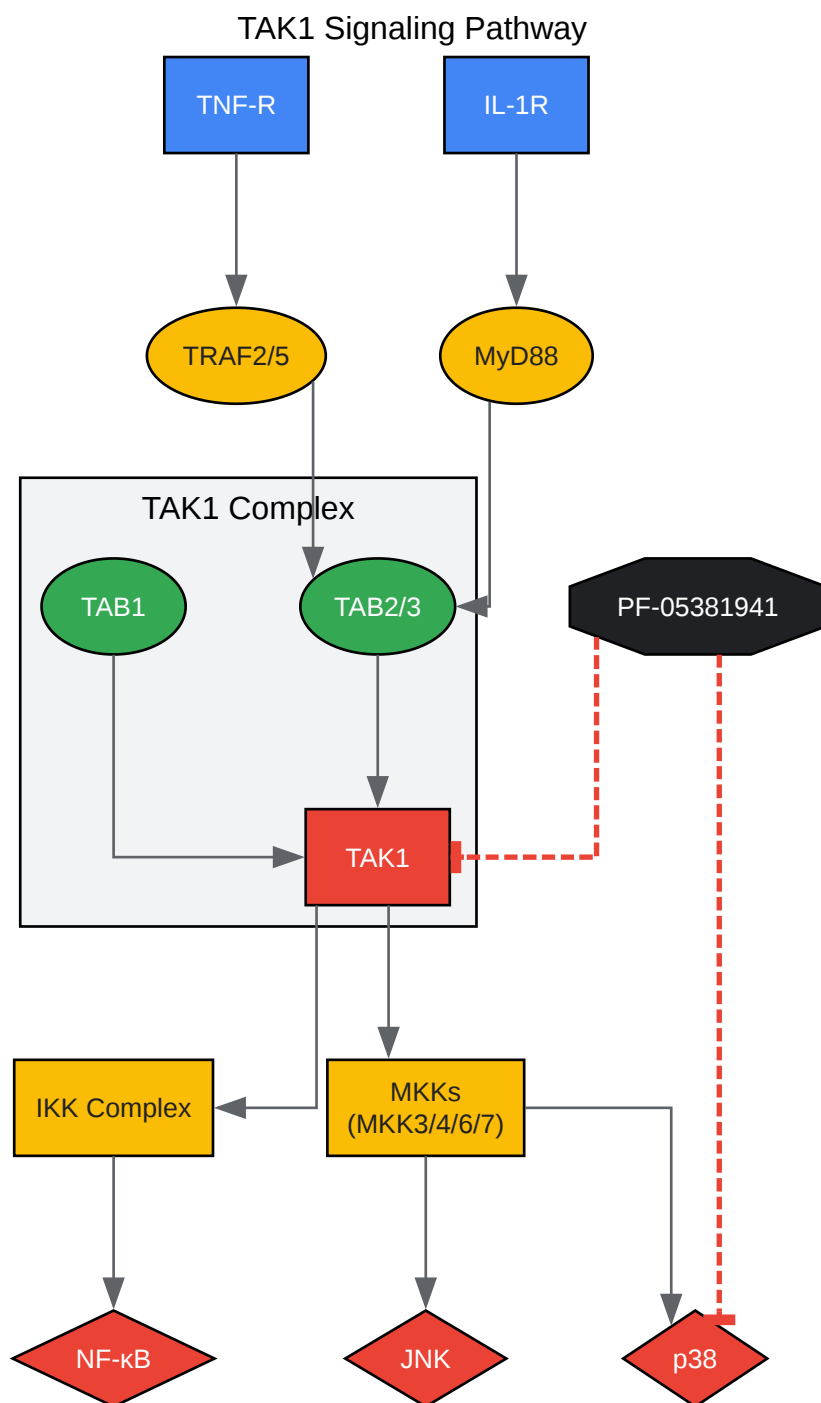 TAK1 Signaling Pathway
TNF-R
IL-1R
TRAF2/5
MyD88
TAK1 Complex
TAB1
TAB2/3
PF-05381941
TAK1
IKK Complex
MKKs
(MKK3/4/6/7)
NF-κB
JNK
p38